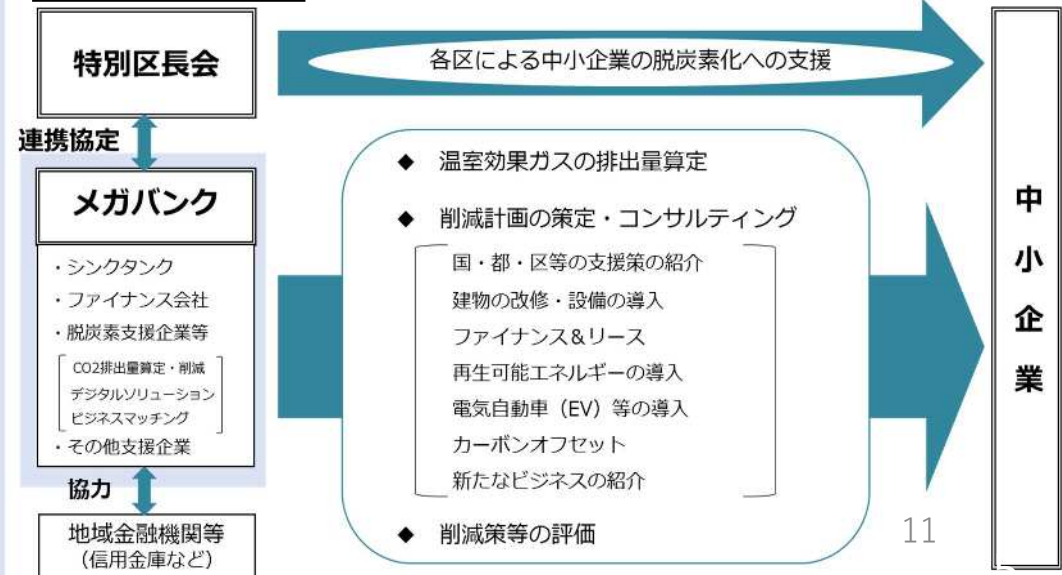 特別区長会
各区による中小企業の脱炭素化への支援
連携協定
メガバンク
・シンクタンク
・ファイナンス会社
・脱炭素支援企業等
CO2排出量算定・削減
デジタルソリューション
ビジネスマッチング
・その他支援企業
協力
地域金融機関等
（信用金庫など）
◆ 温室効果ガスの排出量算定
◆ 削減計画の策定・コンサルティング
国・都・区等の支援策の紹介
建物の改修・設備の導入
ファイナンス＆リース
再生可能エネルギーの導入
電気自動車（EV）等の導入
カーボンオフセット
新たなビジネスの紹介
◆ 削減策等の評価
中小企業
11